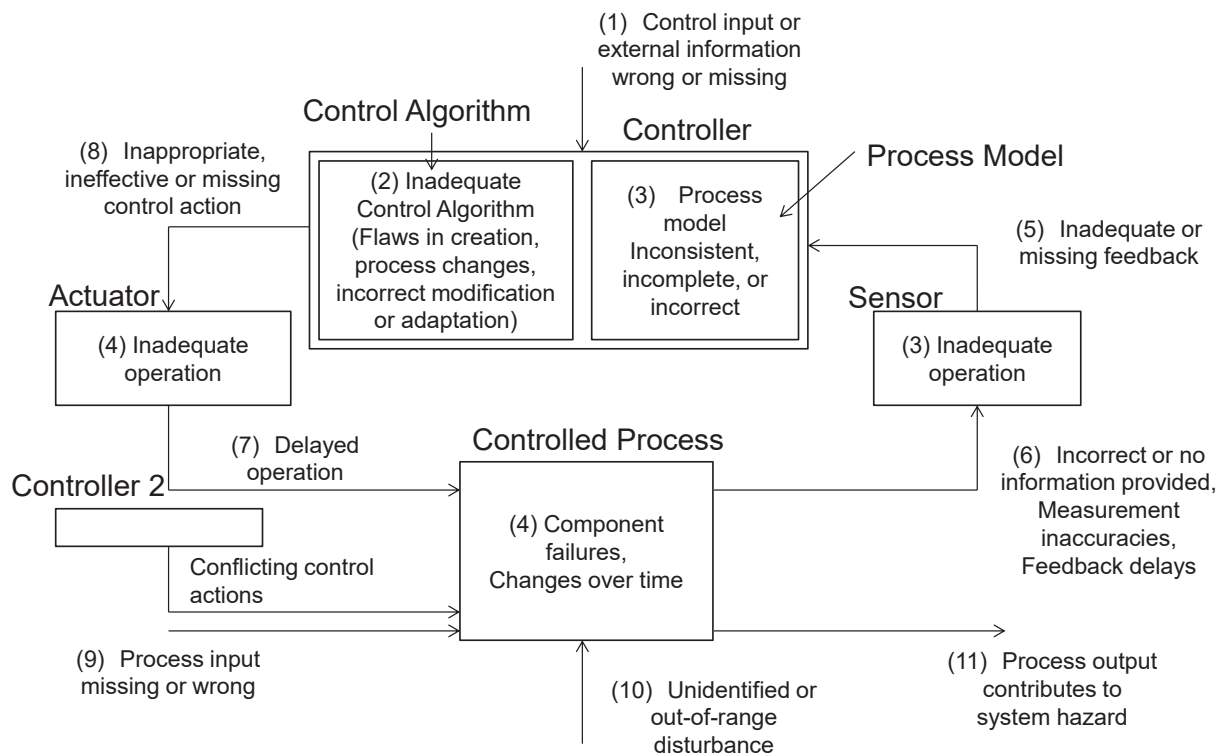 (1) Control input or
external information
wrong or missing
Control Algorithm
Controller
(8) Inappropriate,
ineffective or missing
control action
Process Model
(2) Inadequate
Control Algorithm
(Flaws in creation,
process changes,
incorrect modification
or adaptation)
(3) Process
model
Inconsistent,
incomplete, or
incorrect
(5) Inadequate or
missing feedback
Actuator
Sensor
(4) Inadequate
operation
(3) Inadequate
operation
(7) Delayed
operation
Controlled Process
(6) Incorrect or no
information provided,
Measurement
inaccuracies,
Feedback delays
Controller 2
(4) Component
failures,
Changes over time
Conflicting control
actions
(9) Process input
missing or wrong
(10) Unidentified or
out-of-range
disturbance
(11) Process output
contributes to
system hazard